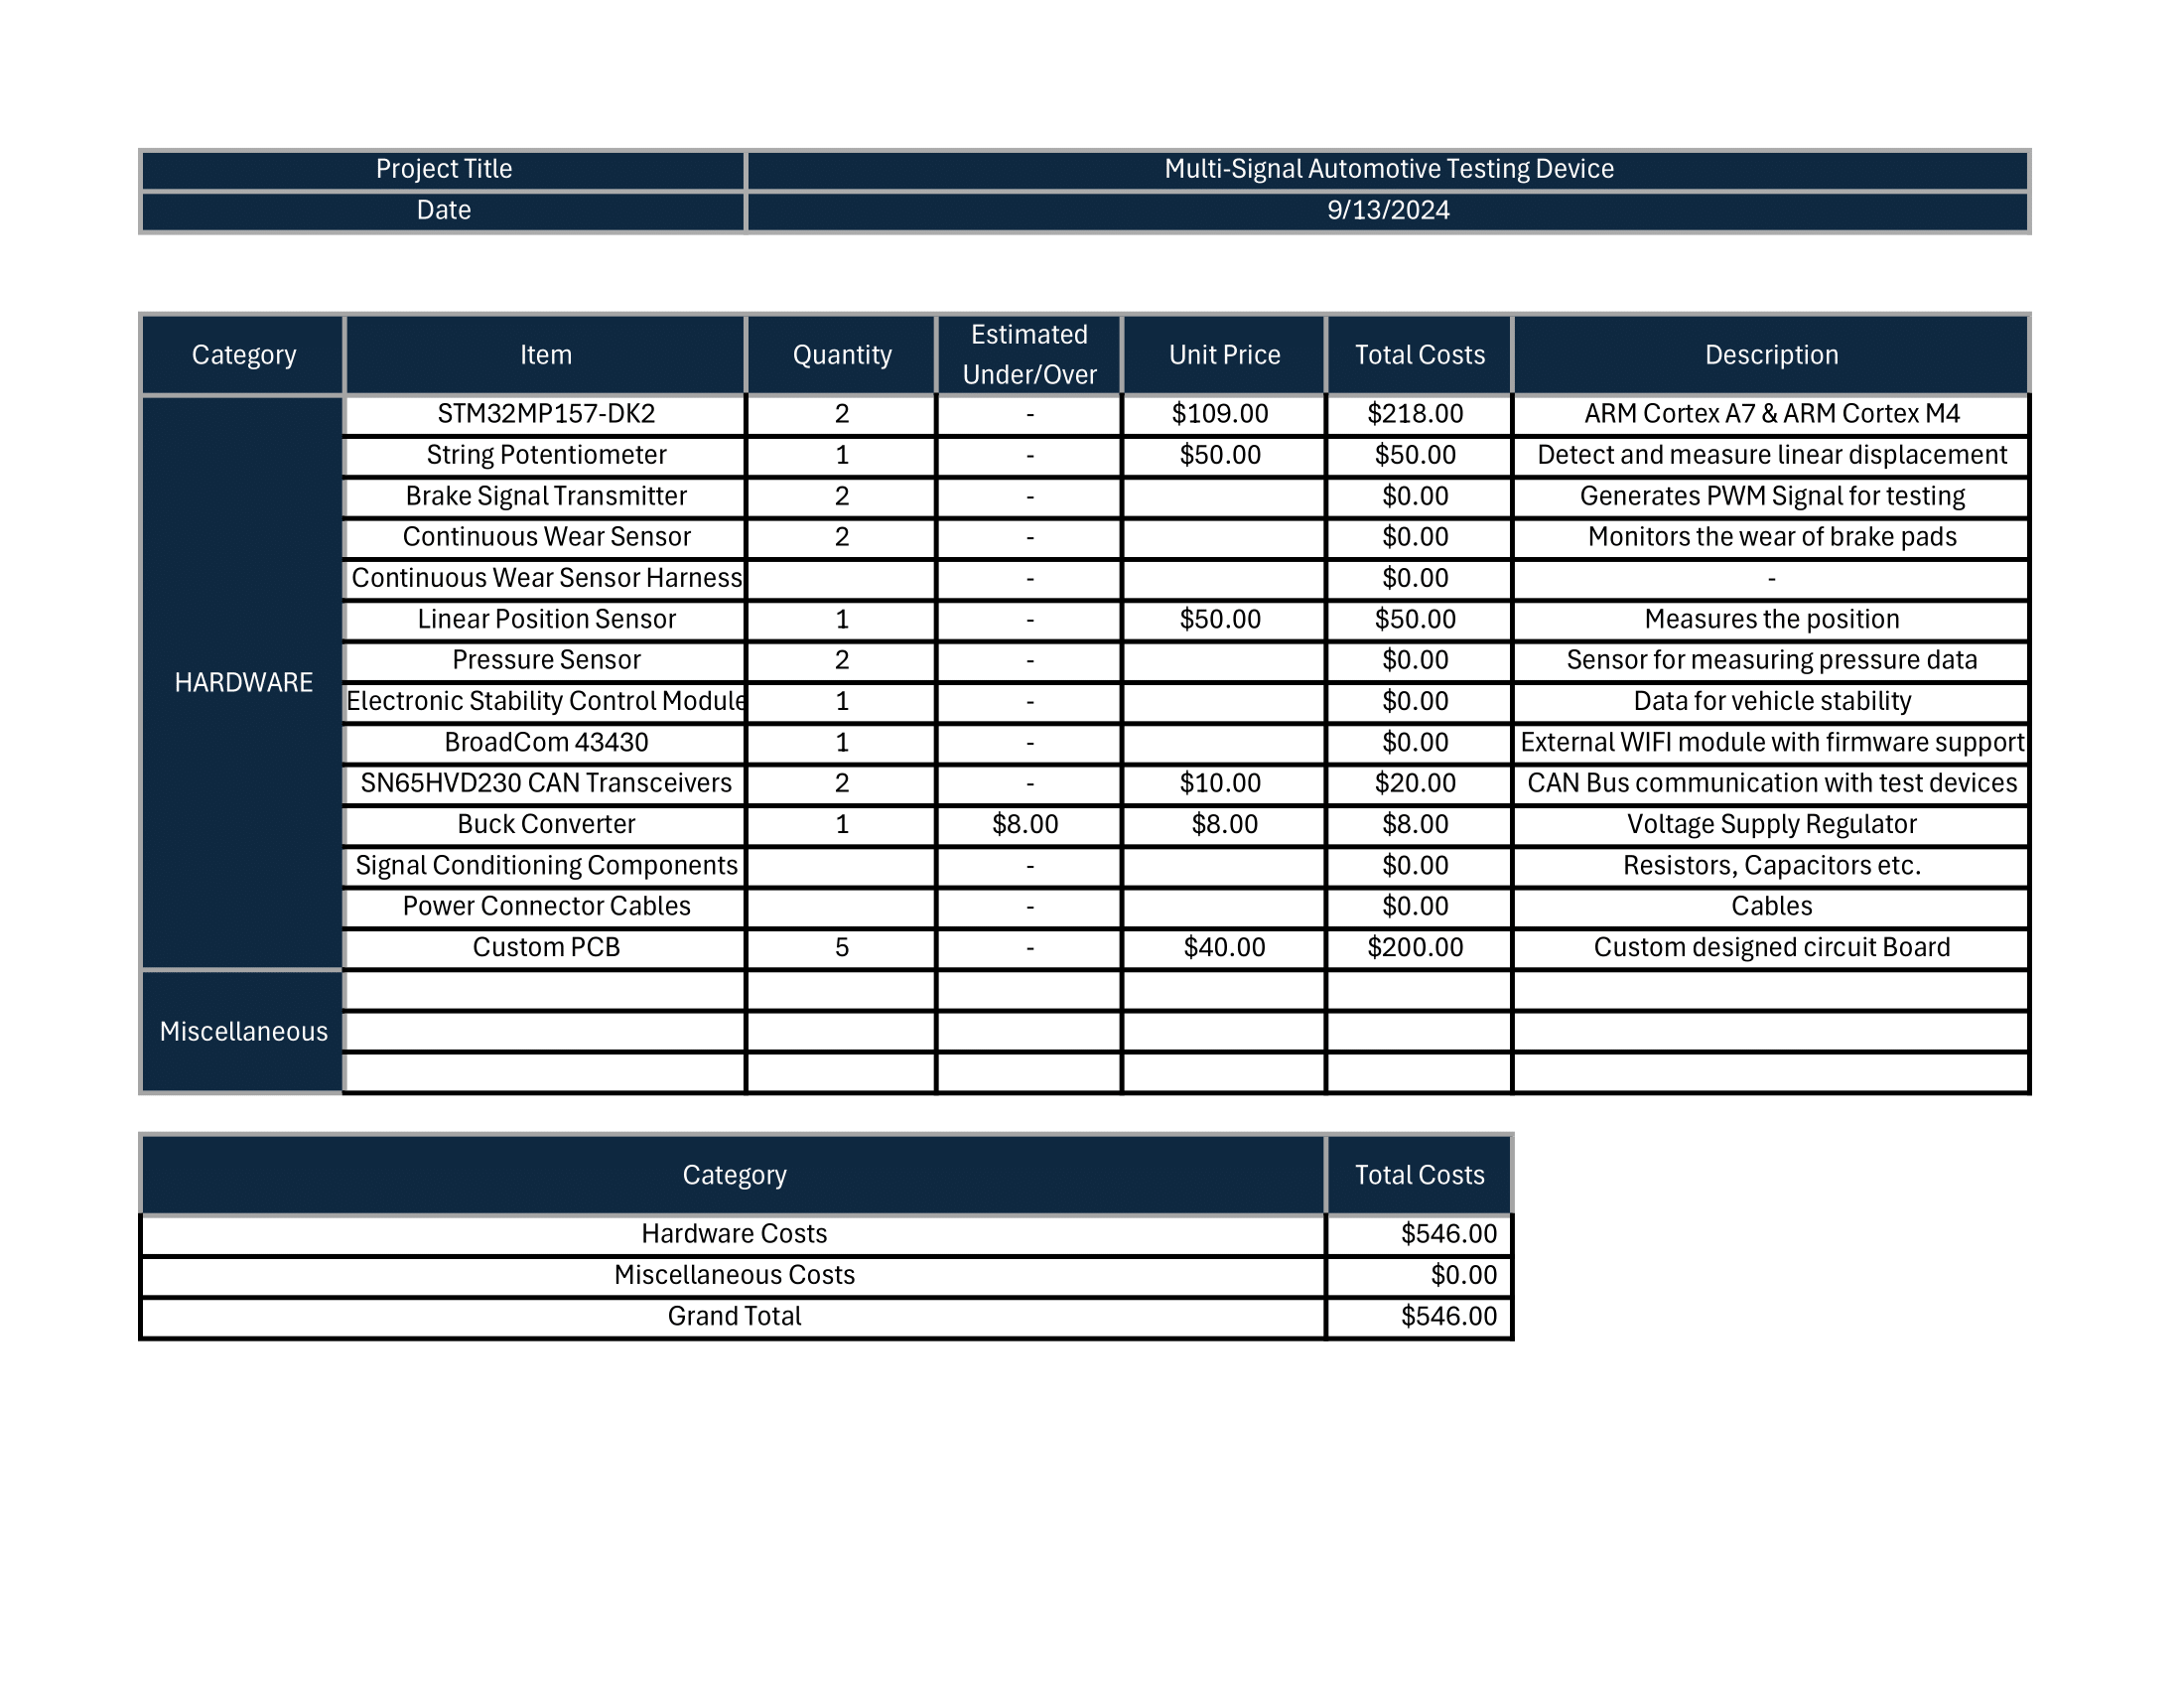 Project Title Multi-Signal Automotive Testing Device
Date 9/13/2024
Category Item Quantity Estimated Under/Over Unit Price Total Costs Description
HARDWARE
STM32MP157-DK2 2 - $109.00 $218.00 ARM Cortex A7 & ARM Cortex M4
String Potentiometer 1 - $50.00 $50.00 Detect and measure linear displacement
Brake Signal Transmitter 2 - $0.00 Generates PWM Signal for testing
Continuous Wear Sensor 2 - $0.00 Monitors the wear of brake pads
Continuous Wear Sensor Harness - $0.00 -
Linear Position Sensor 1 - $50.00 $50.00 Measures the position
Pressure Sensor 2 - $0.00 Sensor for measuring pressure data
Electronic Stability Control Module 1 - $0.00 Data for vehicle stability
BroadCom 43430 1 - $0.00 External WIFI module with firmware support
SN65HVD230 CAN Transceivers 2 - $10.00 $20.00 CAN Bus communication with test devices
Buck Converter 1 $8.00 $8.00 $8.00 Voltage Supply Regulator
Signal Conditioning Components - $0.00 Resistors, Capacitors etc.
Power Connector Cables - $0.00 Cables
Custom PCB 5 - $40.00 $200.00 Custom designed circuit Board
Miscellaneous
Category Total Costs
Hardware Costs $546.00
Miscellaneous Costs $0.00
Grand Total $546.00